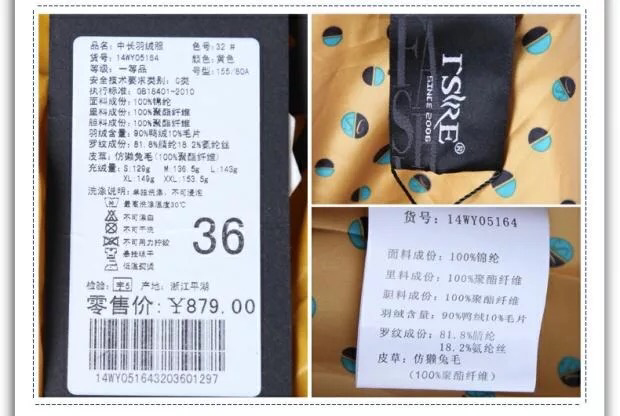 品名: 中长羽绒服 色号: 32#
货号: 14WY05164 颜色: 黄色
等级: 一等品 号型: 155/80A
安全技术要求类别: C类
执行标准: QB18401-2010
面料成份: 100%锦纶
里料成份: 100%聚酯纤维
胆料成份: 100%聚酯纤维
羽绒含量: 90%鸭绒10%毛片
罗纹成份: 81.8%腈纶18.2%氨纶丝
皮草: 仿獭兔毛 (100%聚酯纤维)
充绒量: S:129g M:136.5g L:143g
XL:149g XXL:153.5g
洗涤说明: 单独洗涤、不可浸泡
最高洗涤温度30℃
不可漂白
不可干洗
不可用力拧绞
悬挂晾干
低温熨烫
36
检验: 产地: 浙江平湖
零售价: ¥879.00
14WY051643203601297
FASH
TSIRE®
SINCE 2006
货号: 14WY05164
面料成份: 100%锦纶
里料成份: 100%聚酯纤维
胆料成份: 100%聚酯纤维
羽绒含量: 90%鸭绒10%毛片
罗纹成份: 81.8%腈纶
18.2%氨纶丝
皮草: 仿獭兔毛
(100%聚酯纤维)